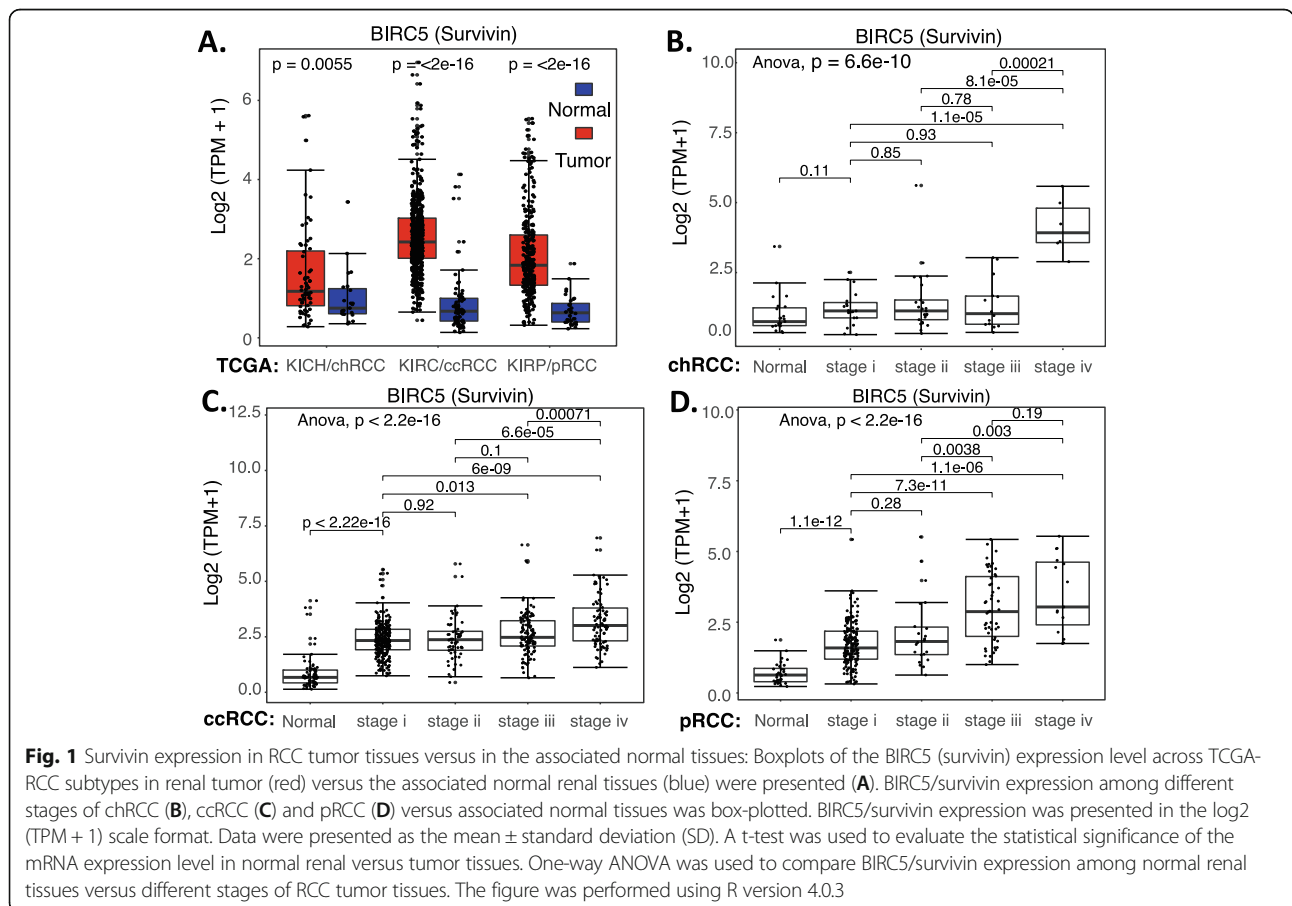 A.
BIRC5 (Survivin)
p = 0.0055 p = <2e-16 p = <2e-16
Normal
Tumor
Log2 (TPM + 1)
6
4
2
0
TCGA: KICH/chRCC KIRC/ccRCC KIRP/pRCC
B.
BIRC5 (Survivin)
Anova, p = 6.6e-10
0.00021
8.1e-05
0.78
1.1e-05
0.93
0.85
0.11
Log2 (TPM+1)
10.0
7.5
5.0
2.5
0.0
chRCC: Normal stage i stage ii stage iii stage iv
C.
BIRC5 (Survivin)
Anova, p < 2.2e-16
0.00071
6.6e-05
0.1
6e-09
0.013
0.92
p < 2.22e-16
Log2 (TPM+1)
12.5
10.0
7.5
5.0
2.5
0.0
ccRCC: Normal stage i stage ii stage iii stage iv
D.
BIRC5 (Survivin)
Anova, p < 2.2e-16
0.19
0.003
0.0038
1.1e-06
7.3e-11
0.28
1.1e-12
Log2 (TPM+1)
10.0
7.5
5.0
2.5
0.0
pRCC: Normal stage i stage ii stage iii stage iv
Fig. 1 Survivin expression in RCC tumor tissues versus in the associated normal tissues: Boxplots of the BIRC5 (survivin) expression level across TCGA-
RCC subtypes in renal tumor (red) versus the associated normal renal tissues (blue) were presented (A). BIRC5/survivin expression among different
stages of chRCC (B), ccRCC (C) and pRCC (D) versus associated normal tissues was box-plotted. BIRC5/survivin expression was presented in the log2
(TPM + 1) scale format. Data were presented as the mean ± standard deviation (SD). A t-test was used to evaluate the statistical significance of the
mRNA expression level in normal renal versus tumor tissues. One-way ANOVA was used to compare BIRC5/survivin expression among normal renal
tissues versus different stages of RCC tumor tissues. The figure was performed using R version 4.0.3